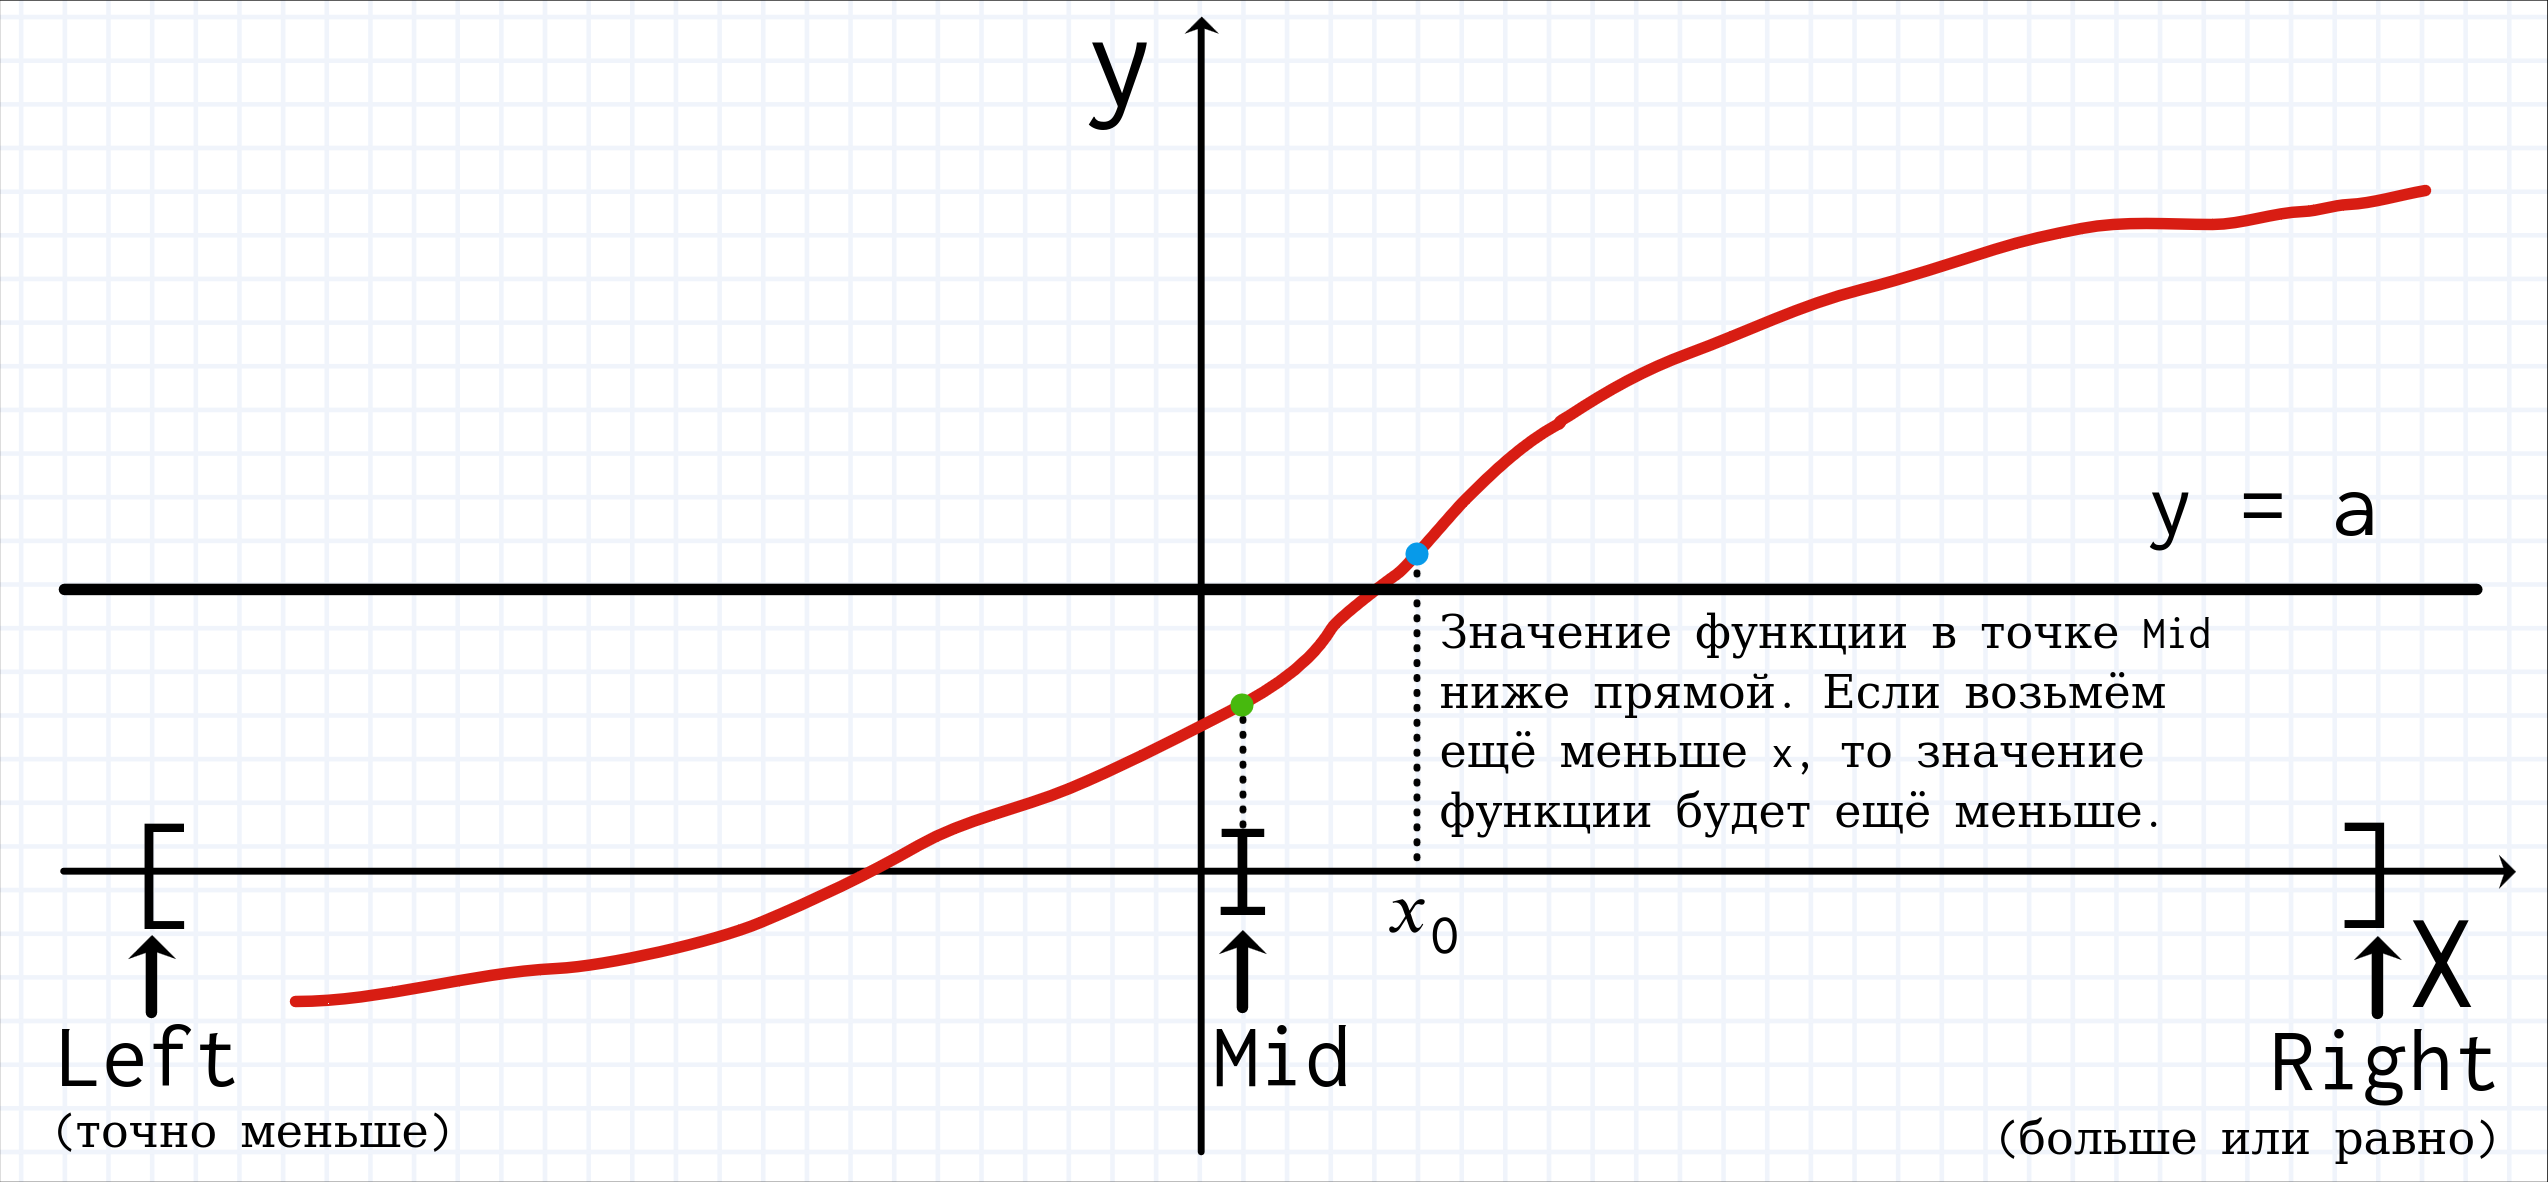 y
y = a
Значение функции в точке Mid
ниже прямой. Если возьмём
ещё меньше x, то значение
функции будет ещё меньше.
x₀
X
Left
(точно меньше)
Mid
Right
(больше или равно)